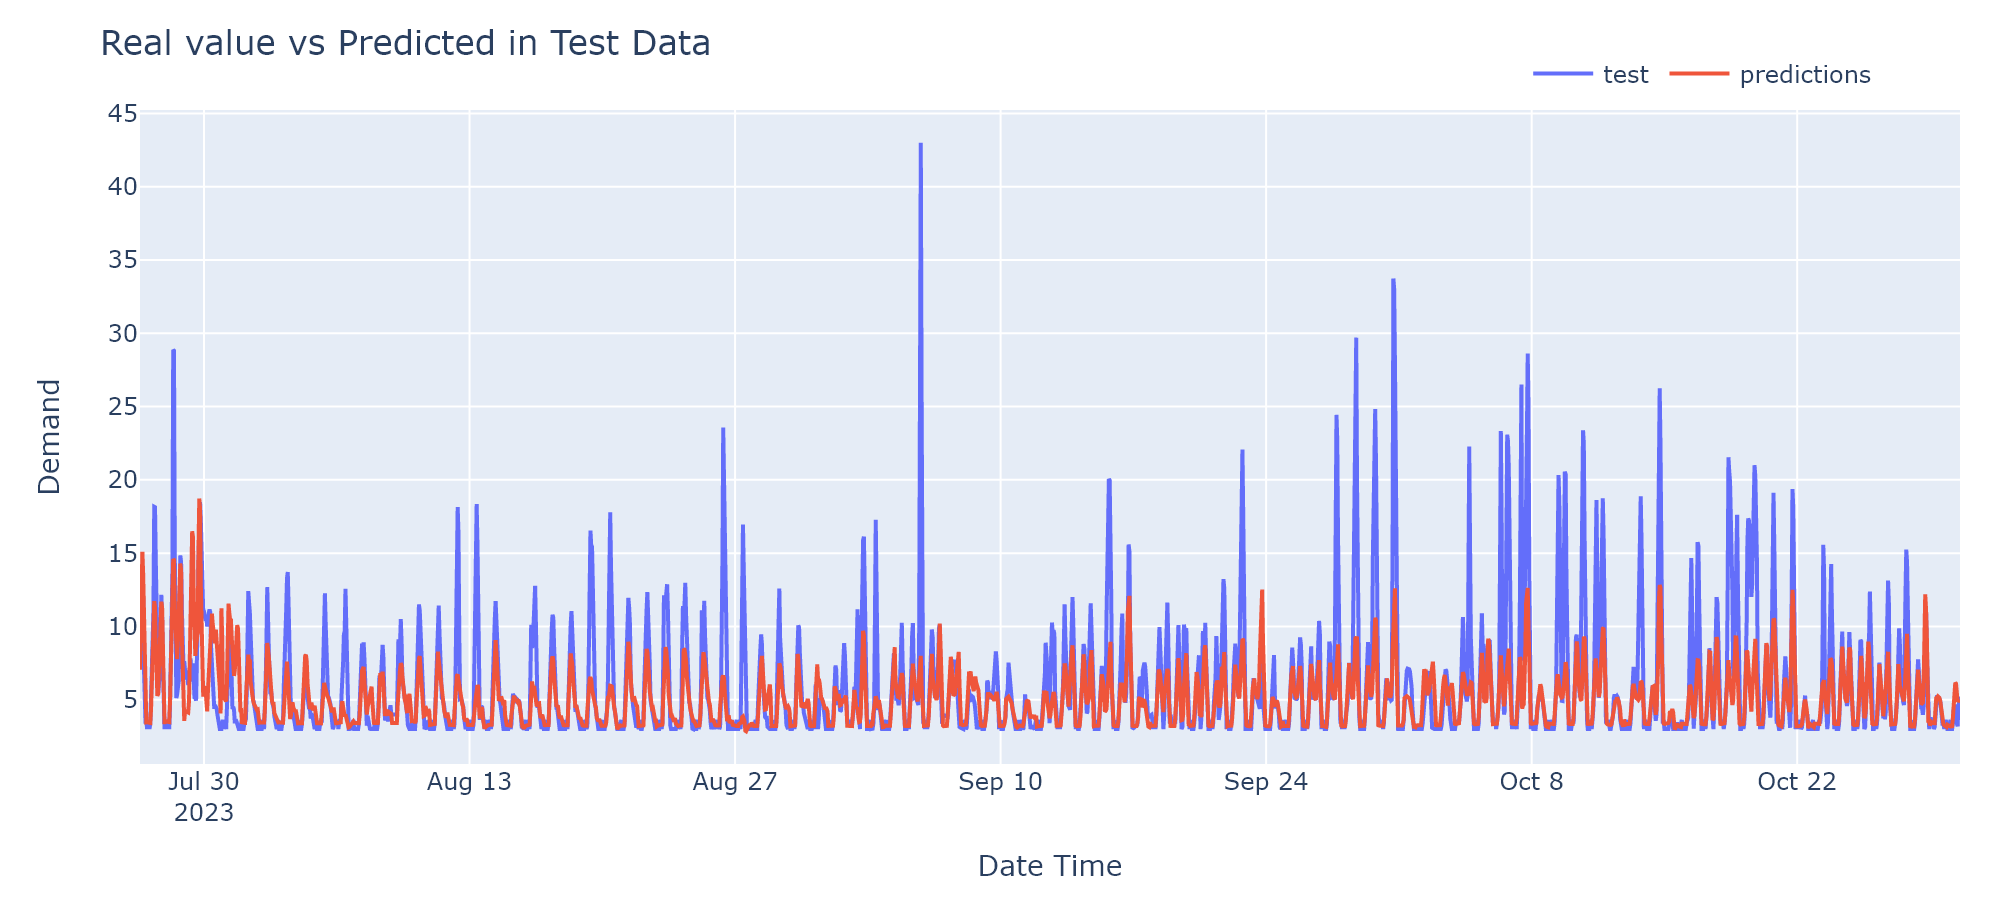 Real value vs Predicted in Test Data
test predictions
45
40
35
30
25
20
15
10
5
Demand
Jul 30 Aug 13 Aug 27 Sep 10 Sep 24 Oct 8 Oct 22
2023
Date Time